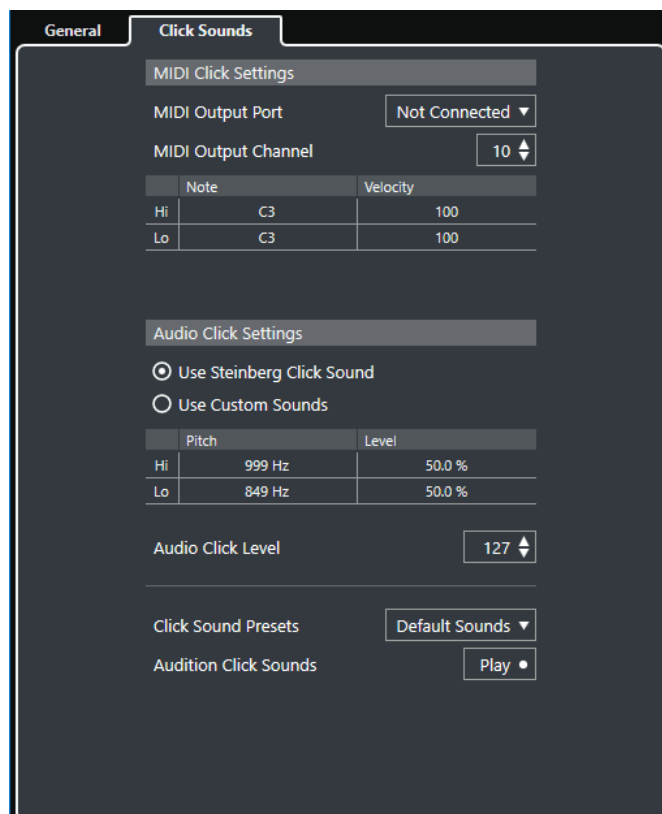 General Click Sounds
MIDI Click Settings
MIDI Output Port Not Connected
MIDI Output Channel 10
Note Velocity
Hi C3 100
Lo C3 100
Audio Click Settings
Use Steinberg Click Sound
Use Custom Sounds
Pitch Level
Hi 999 Hz 50.0 %
Lo 849 Hz 50.0 %
Audio Click Level 127
Click Sound Presets Default Sounds
Audition Click Sounds Play